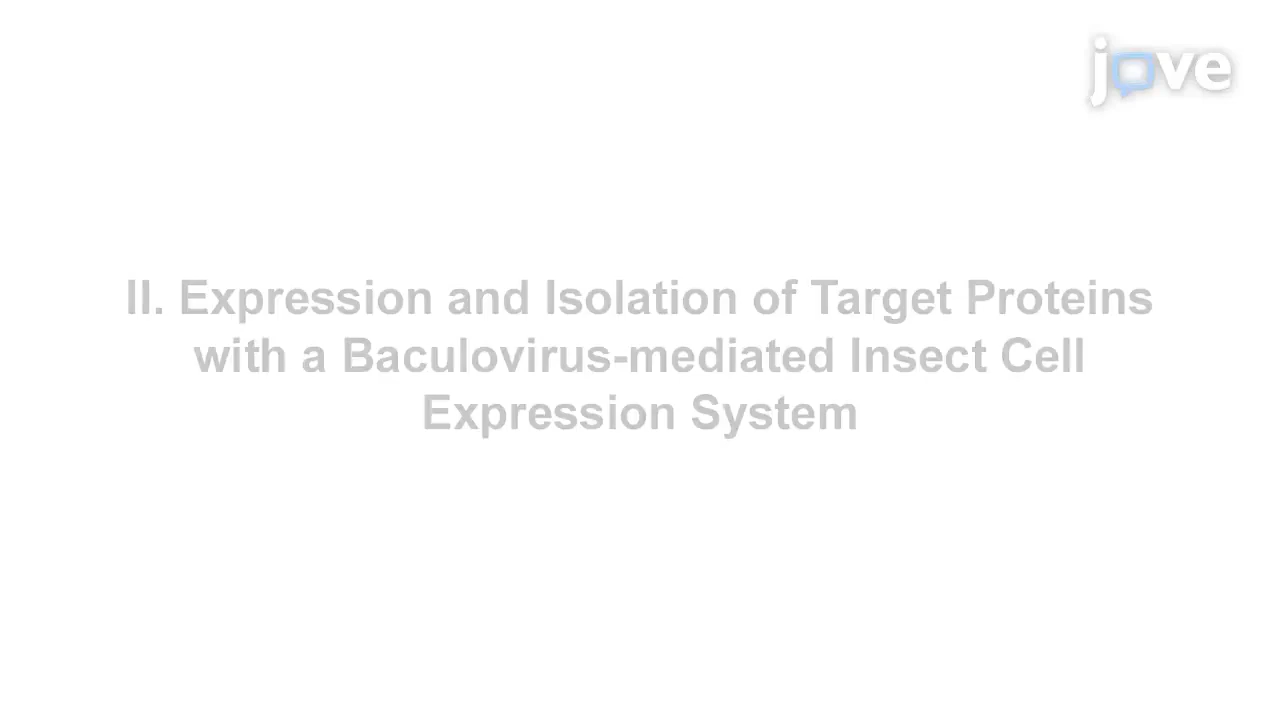 jove
II. Expression and Isolation of Target Proteins
with a Baculovirus-mediated Insect Cell
Expression System